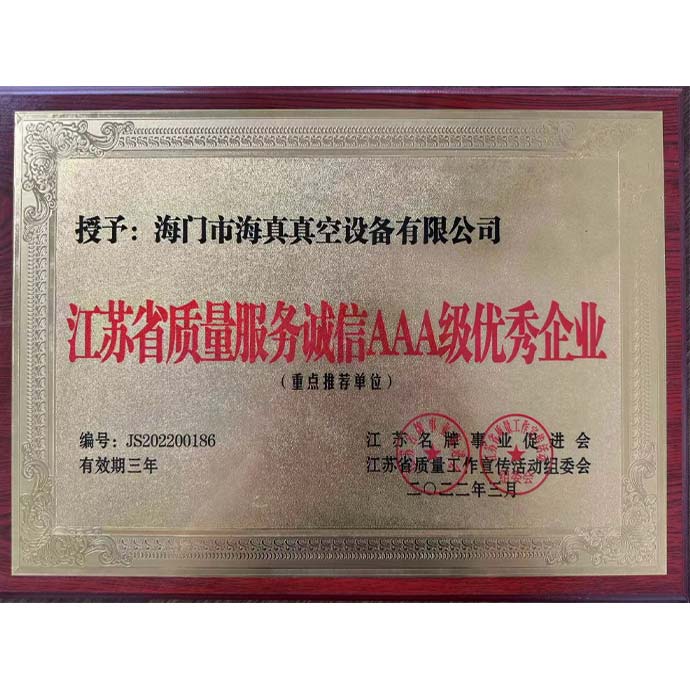 授予：海门市海真真空设备有限公司
江苏省质量服务诚信AAA级优秀企业
（重点推荐单位）
编号：JS202200186
有效期三年
江苏名牌事业促进会
江苏省质量工作宣传活动组委会
二〇二二年三月